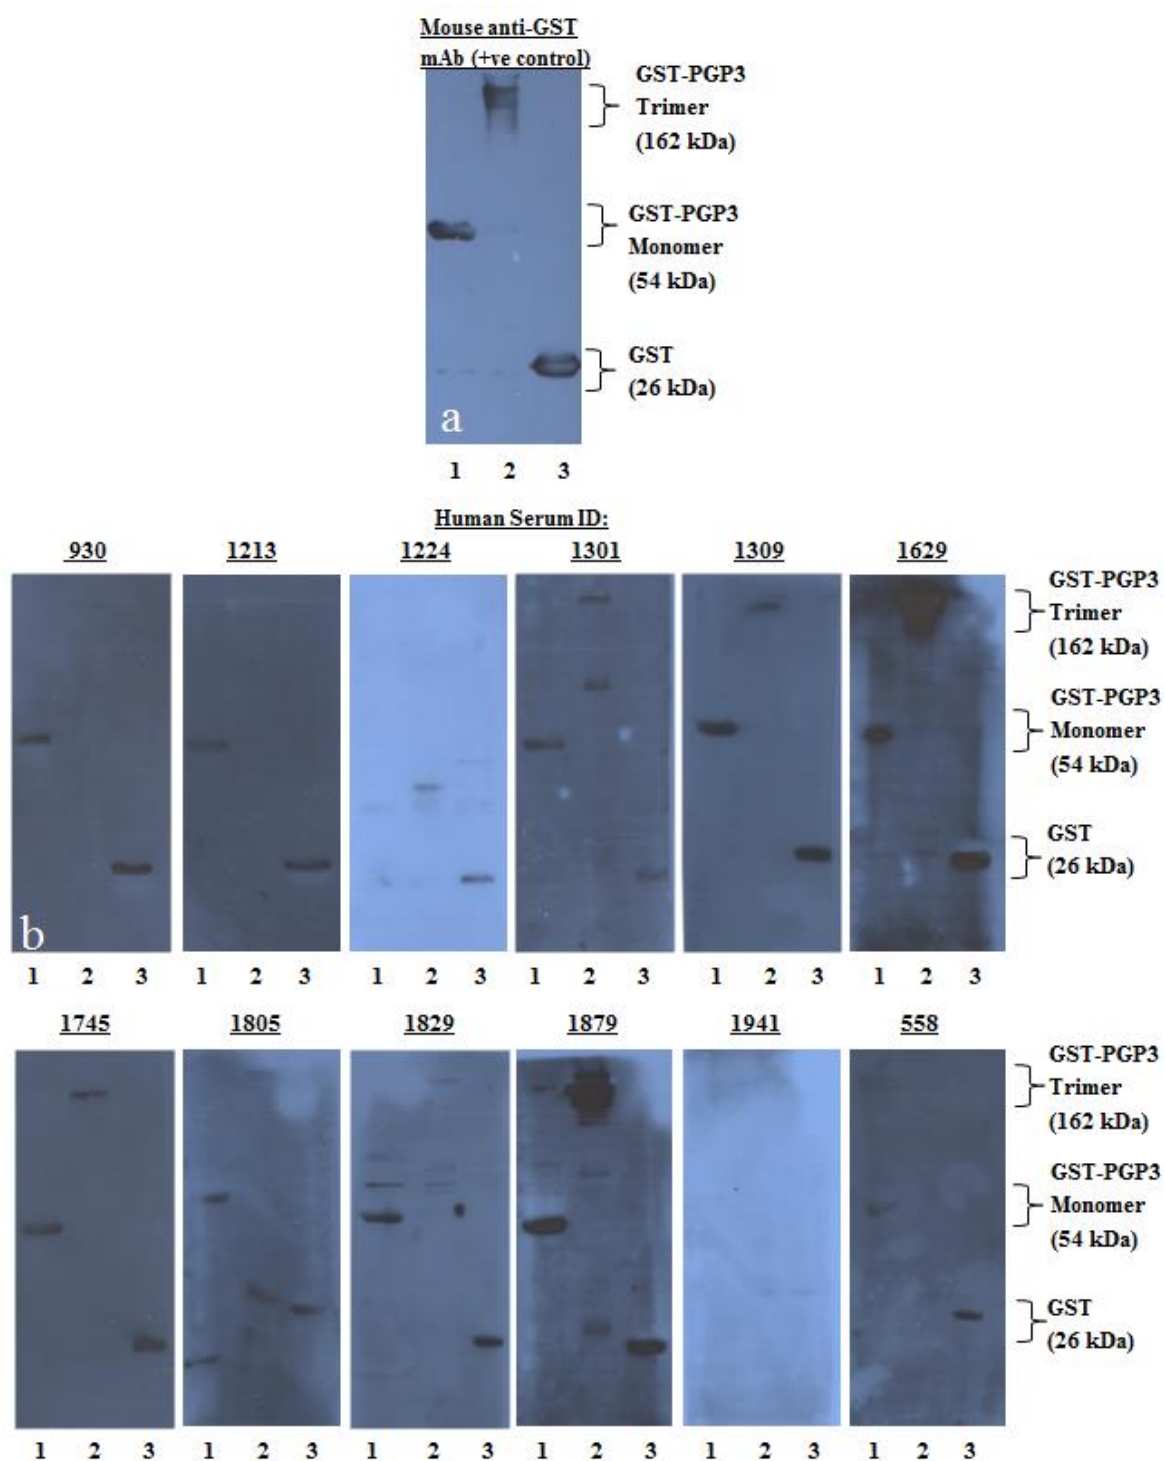 Mouse anti-GST
mAb (+ve control)
GST-PGP3
Trimer
(162 kDa)
GST-PGP3
Monomer
(54 kDa)
GST
(26 kDa)
a
1 2 3
Human Serum ID:
930 1213 1224 1301 1309 1629
GST-PGP3
Trimer
(162 kDa)
GST-PGP3
Monomer
(54 kDa)
GST
(26 kDa)
b
1 2 3 1 2 3 1 2 3 1 2 3 1 2 3 1 2 3
1745 1805 1829 1879 1941 558
GST-PGP3
Trimer
(162 kDa)
GST-PGP3
Monomer
(54 kDa)
GST
(26 kDa)
1 2 3 1 2 3 1 2 3 1 2 3 1 2 3 1 2 3